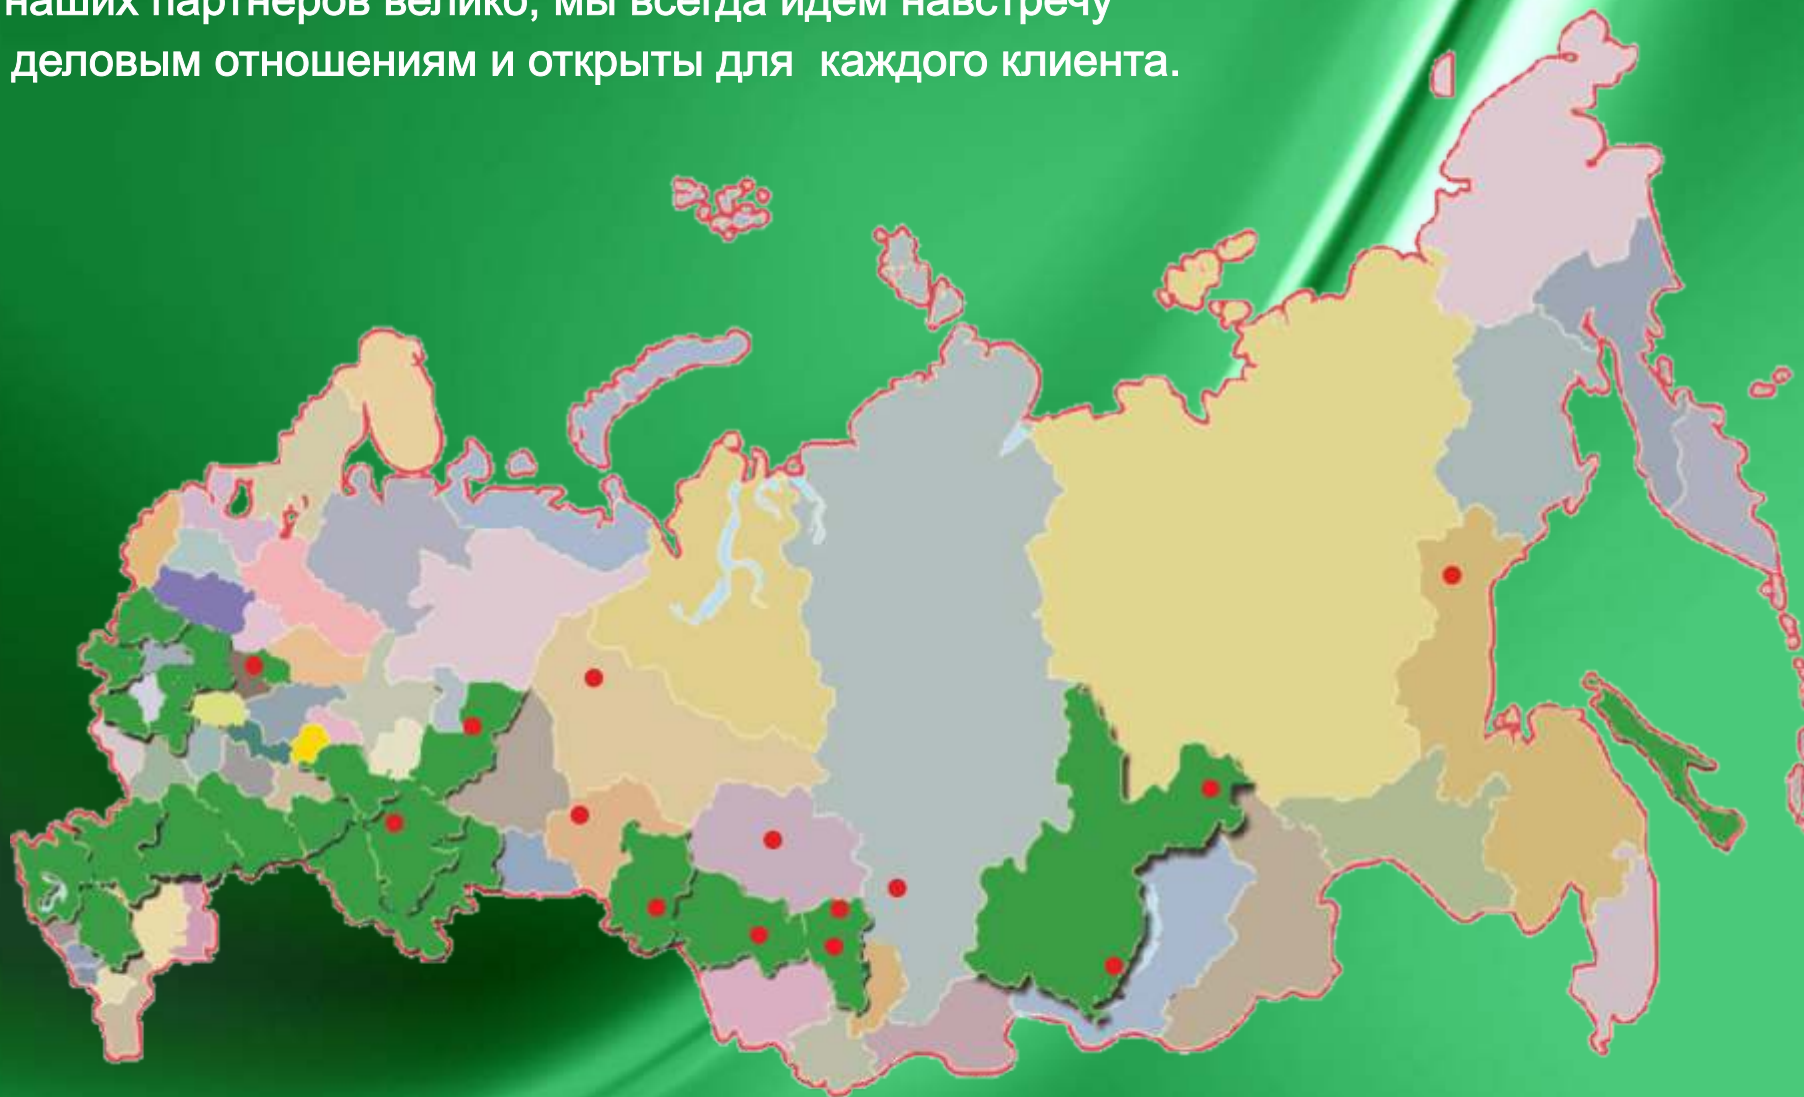 наших партнеров велико, мы всегда идем навстречу
деловым отношениям и открыты для каждого клиента.